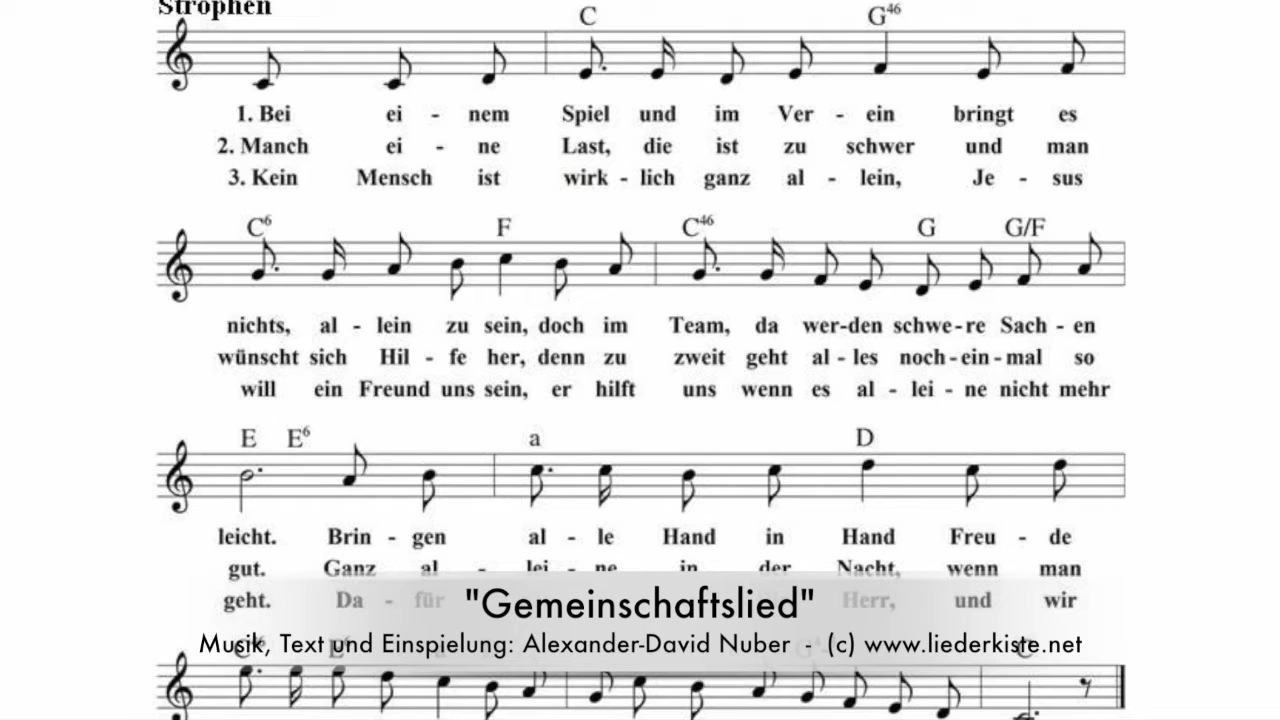 Strophen
C G46
1. Bei ei - nem Spiel und im Ver - ein bringt es
2. Manch ei - ne Last, die ist zu schwer und man
3. Kein Mensch ist wirk - lich ganz al - lein, Je - sus
C6 F C46 G G/F
nichts, al - lein zu sein, doch im Team, da wer-den schwe-re Sach - en
wünscht sich Hil - fe her, denn zu zweit geht al - les noch-ein-mal so
will ein Freund uns sein, er hilft uns wenn es al - lei - ne nicht mehr
E E6 a D
leicht. Brin - gen al - le Hand in Hand Freu - de
gut. Ganz al - lei - ne in der Nacht, wenn man
geht. Da - für Herr, und wir
"Gemeinschaftslied"
Musik, Text und Einspielung: Alexander-David Nuber - (c) www.liederkiste.net